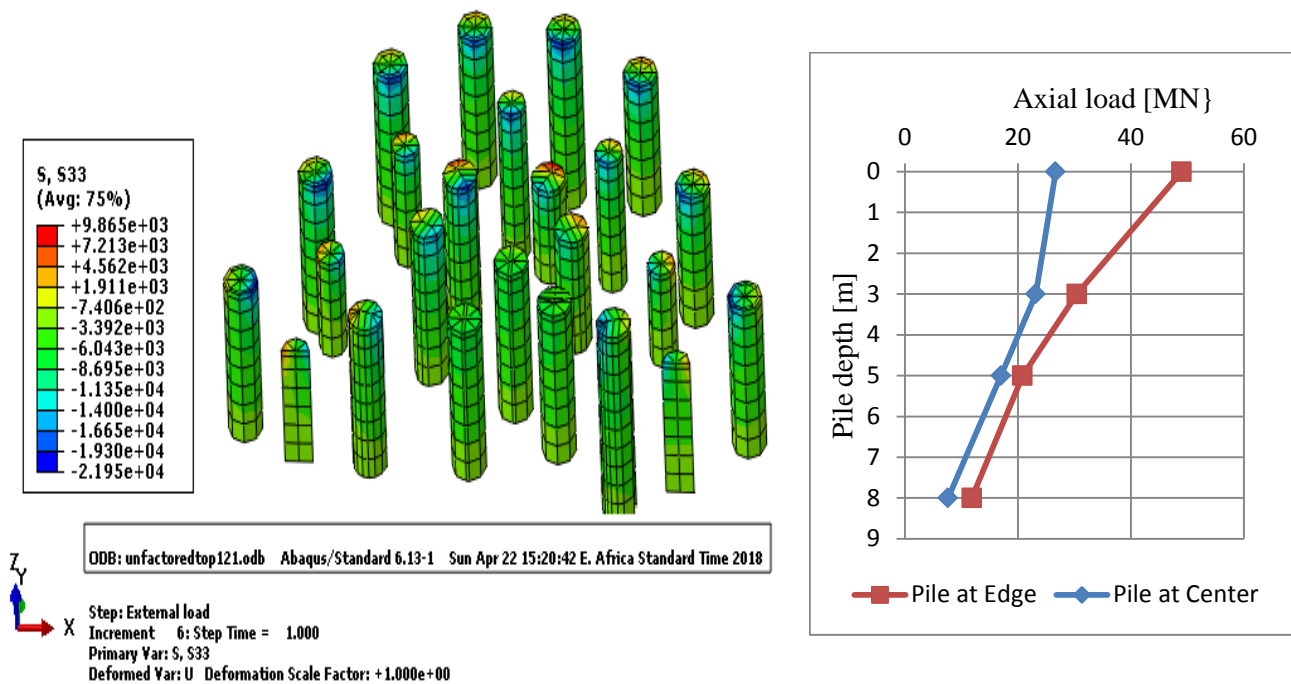 S, S33
(Avg: 75%)
+9.865e+03
+7.213e+03
+4.562e+03
+1.911e+03
-7.406e+02
-3.392e+03
-6.043e+03
-8.695e+03
-1.135e+04
-1.400e+04
-1.665e+04
-1.930e+04
-2.195e+04
ODB: unfactoredtop121.odb Abaqus/Standard 6.13-1 Sun Apr 22 15:20:42 E. Africa Standard Time 2018
Z
Y
X
Step: External load
Increment 6: Step Time = 1.000
Primary Var: S, S33
Deformed Var: U Deformation Scale Factor: +1.000e+00
Axial load [MN}
0 20 40 60
Pile depth [m]
0
1
2
3
4
5
6
7
8
9
Pile at Edge Pile at Center